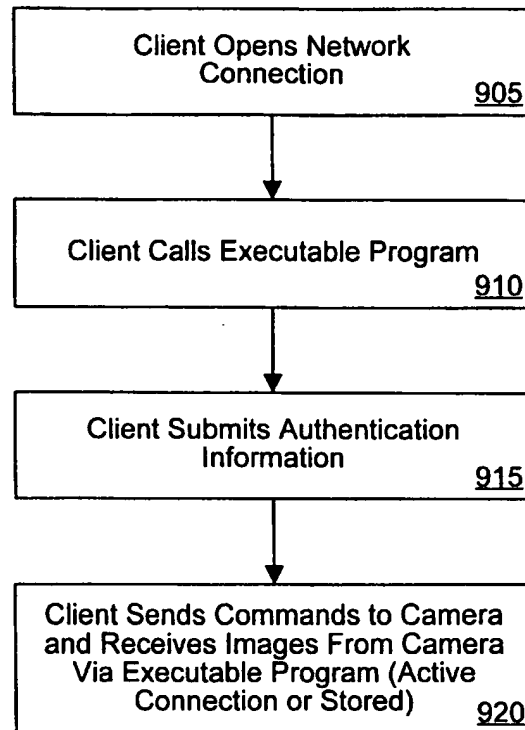 Client Opens Network
Connection
905
Client Calls Executable Program
910
Client Submits Authentication
Information
915
Client Sends Commands to Camera
and Receives Images From Camera
Via Executable Program (Active
Connection or Stored)
920